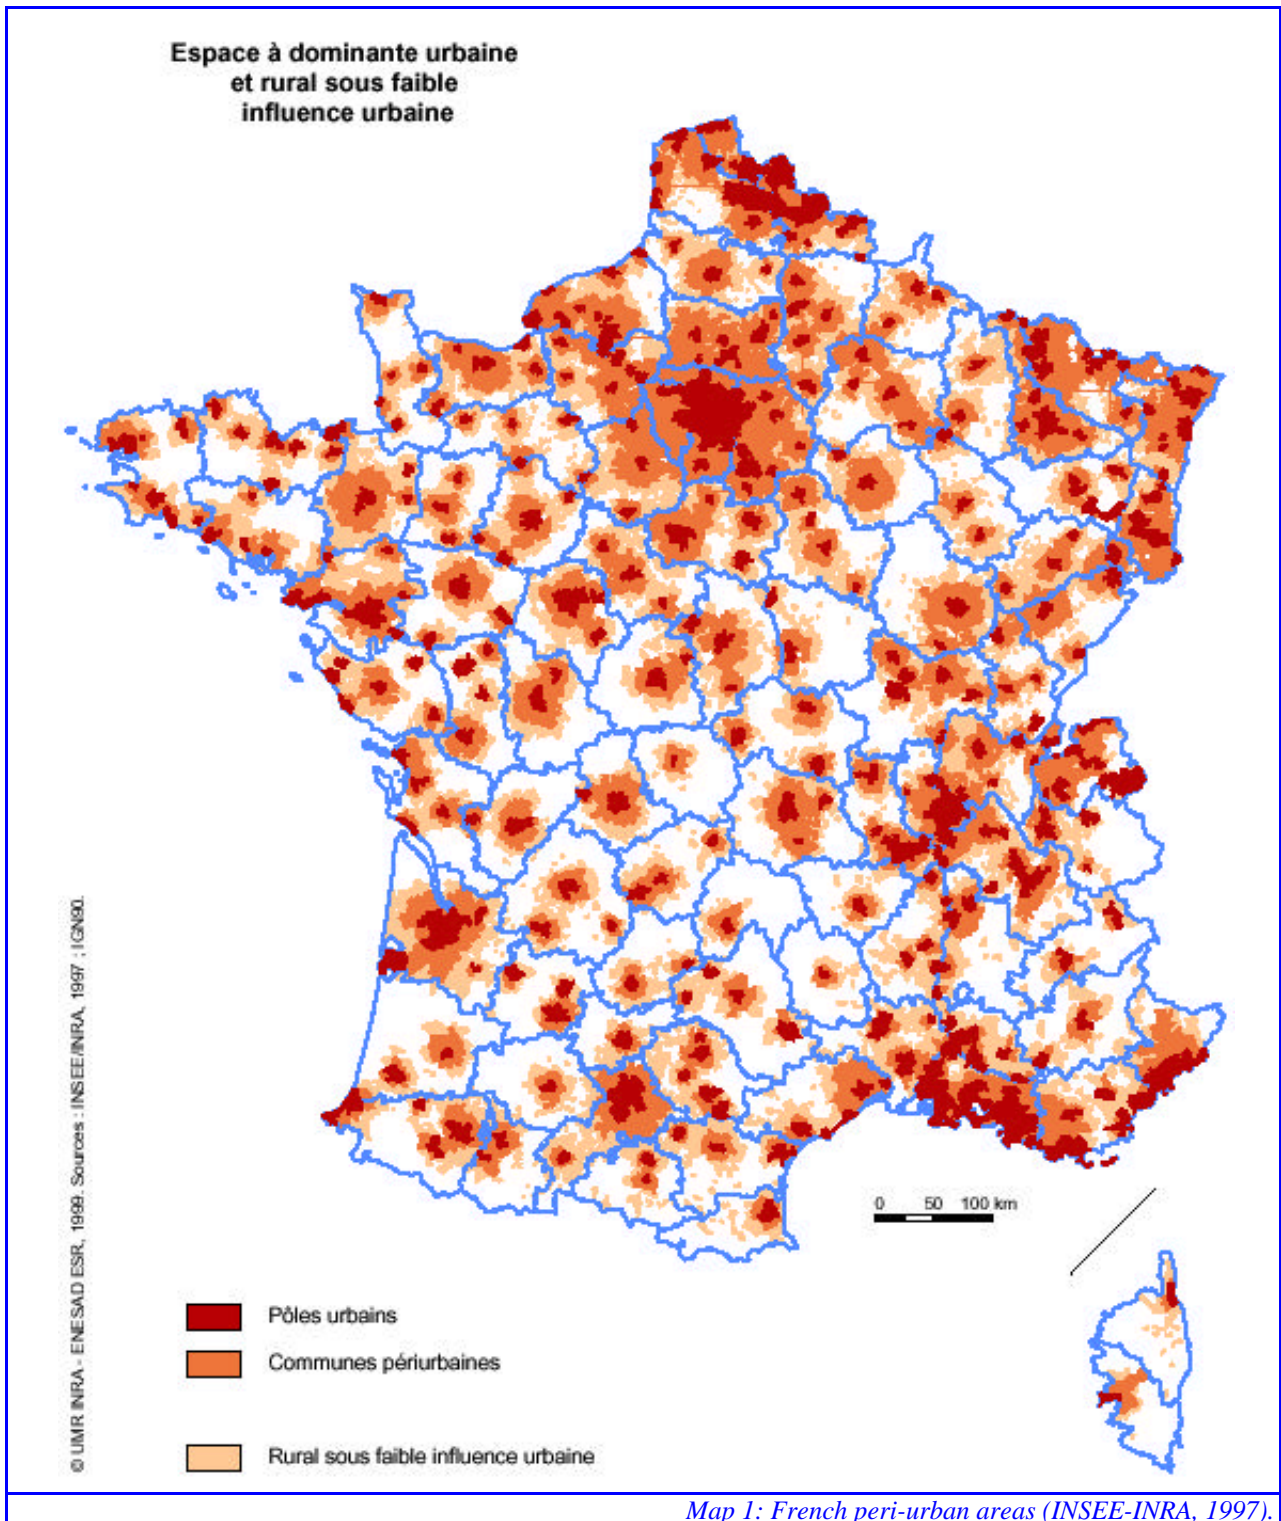 Espace à dominante urbaine
et rural sous faible
influence urbaine
© UMR INRA - ENESAD ESR, 1999. Sources : INSEE/INRA, 1997 ; IGN90.
0 50 100 km
Pôles urbains
Communes périurbaines
Rural sous faible influence urbaine
Map 1: French peri-urban areas (INSEE-INRA, 1997).